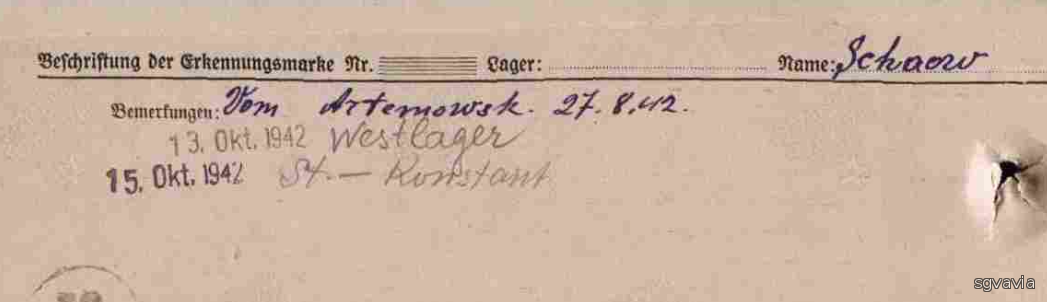 Beschriftung der Erkennungsmarke Nr. Lager: Name: Schaow
Bemerkungen: Vom Artemowsk. 27.8.42.
13. Okt. 1942 Westlager
15. Okt. 1942 St. — Konstant
sgvavia